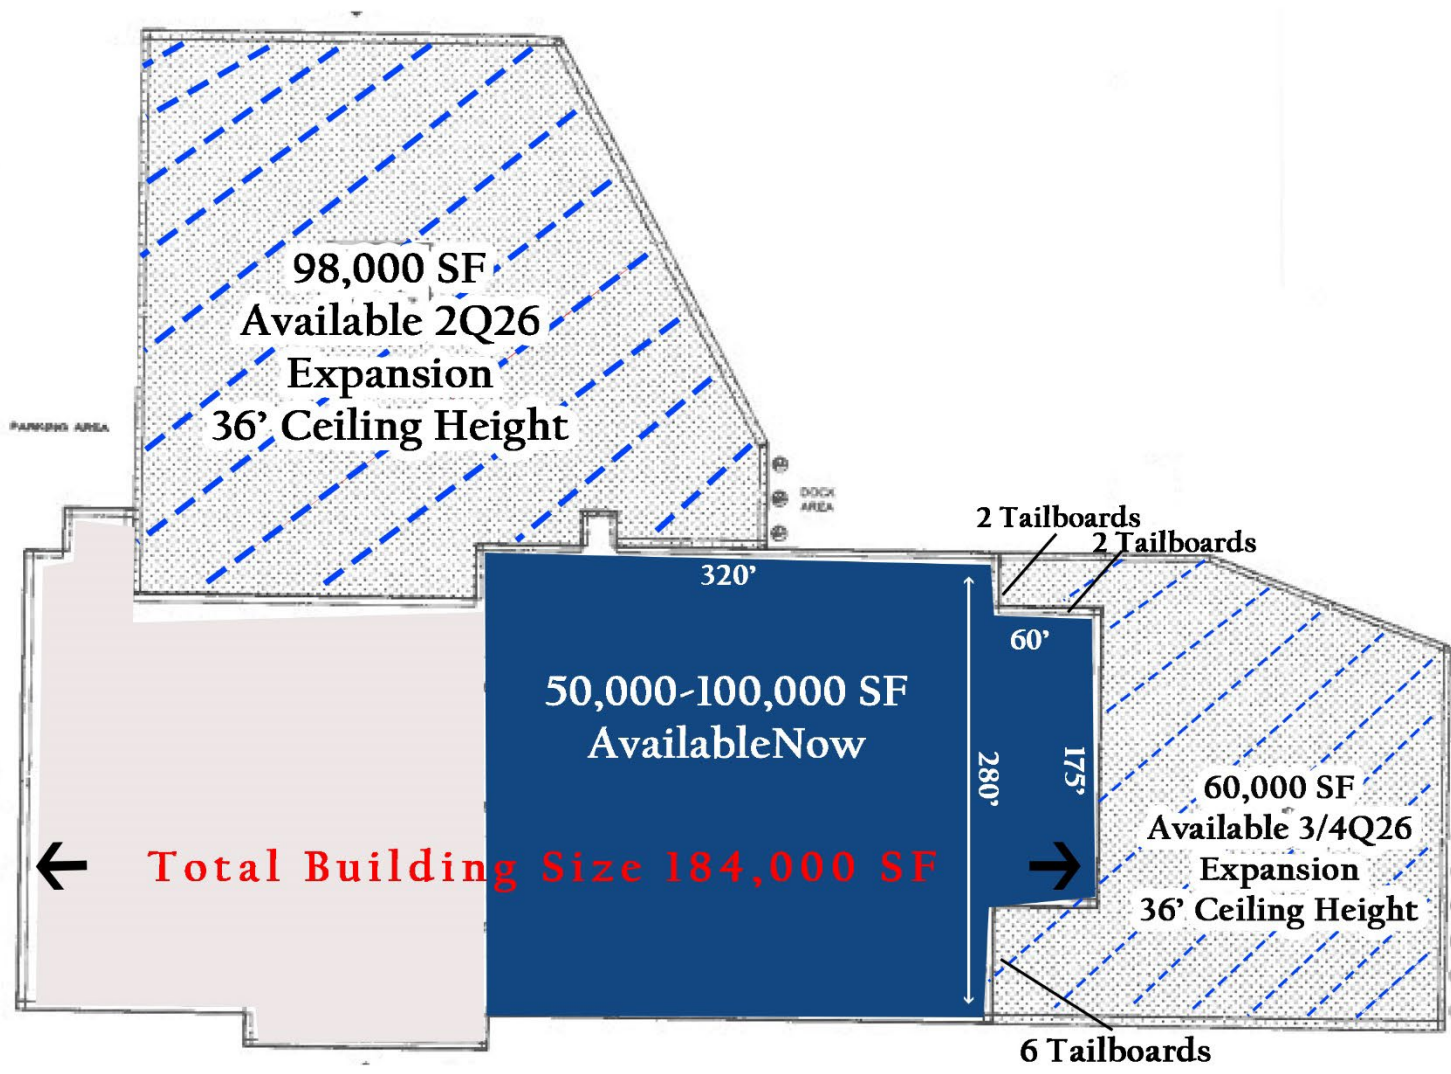 98,000 SF
Available 2Q26
Expansion
36' Ceiling Height
PARKING AREA
DOCK
AREA
2 Tailboards
2 Tailboards
320'
60'
50,000-100,000 SF
AvailableNow
280'
175'
60,000 SF
Available 3/4Q26
Expansion
36' Ceiling Height
Total Building Size 184,000 SF
6 Tailboards